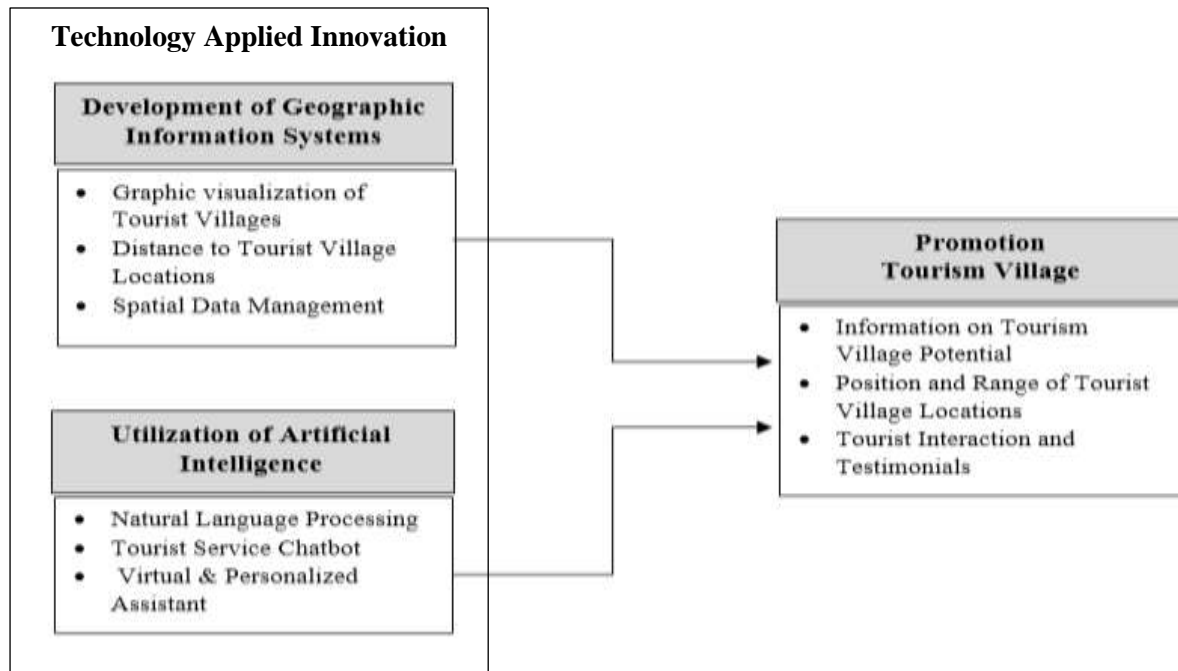 Technology Applied Innovation
Development of Geographic
Information Systems
• Graphic visualization of
Tourist Villages
• Distance to Tourist Village
Locations
• Spatial Data Management
Utilization of Artificial
Intelligence
• Natural Language Processing
• Tourist Service Chatbot
• Virtual & Personalized
Assistant
Promotion
Tourism Village
• Information on Tourism
Village Potential
• Position and Range of Tourist
Village Locations
• Tourist Interaction and
Testimonials